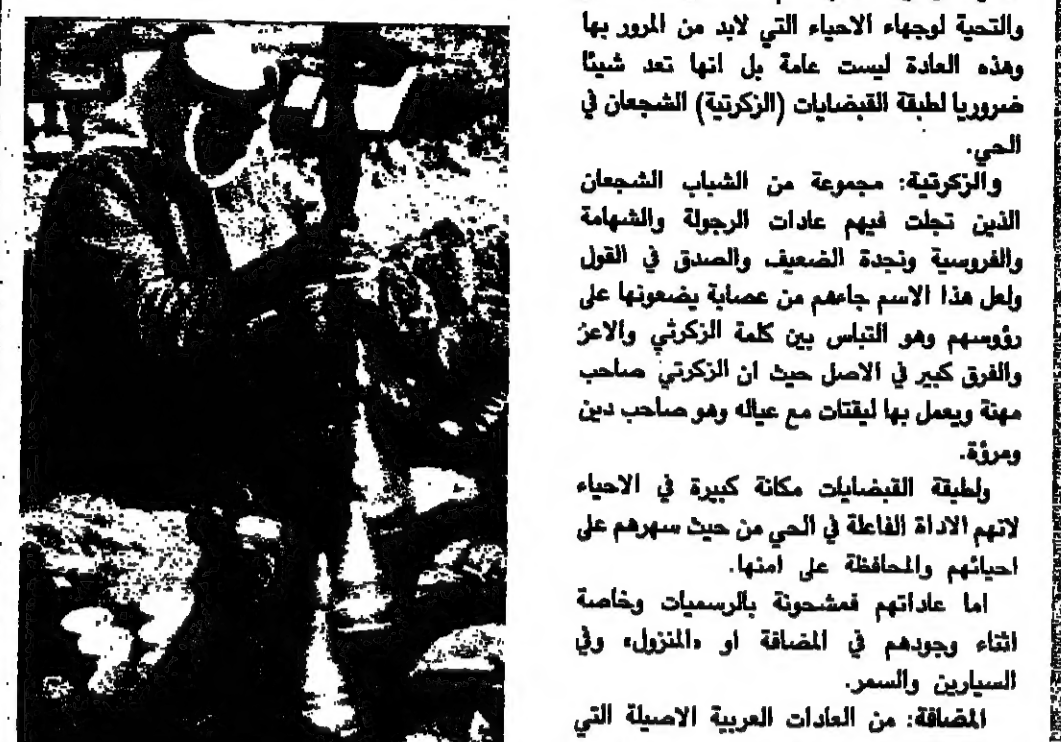 والتحية لوجهاء الاحياء التي لابد من المرور بها
وهذه العادة ليست عامة بل انها تعد شيئا
ضروريا لطبقة القبضايات (الزكرتية) الشجعان في
الحي.
والزكرتية: مجموعة من الشباب الشجعان
الذين تجلت فيهم عادات الرجولة والشهامة
والفروسية ونجدة الضعيف والصدق في القول
ولعل هذا الاسم جاءهم من عصابة يضعونها على
رؤوسهم وهو التباس بين كلمة الزكرثي والاعز
والفرق كبير في الاصل حيث ان الزكرتي صاحب
مهنة ويعمل بها ليقتات مع عياله وهو صاحب دين
ومروؤة.
ولطبقة القبضايات مكانة كبيرة في الاحياء
لانهم الاداة الفاعلة في الحي من حيث سهرهم على
احيائهم والمحافظة على امنها.
اما عاداتهم فمشحونة بالرسميات وخاصة
اثناء وجودهم في المضافة او «المنزول» وفي
السيارين والسمر.
المضافة: من العادات العربية الاصيلة التي